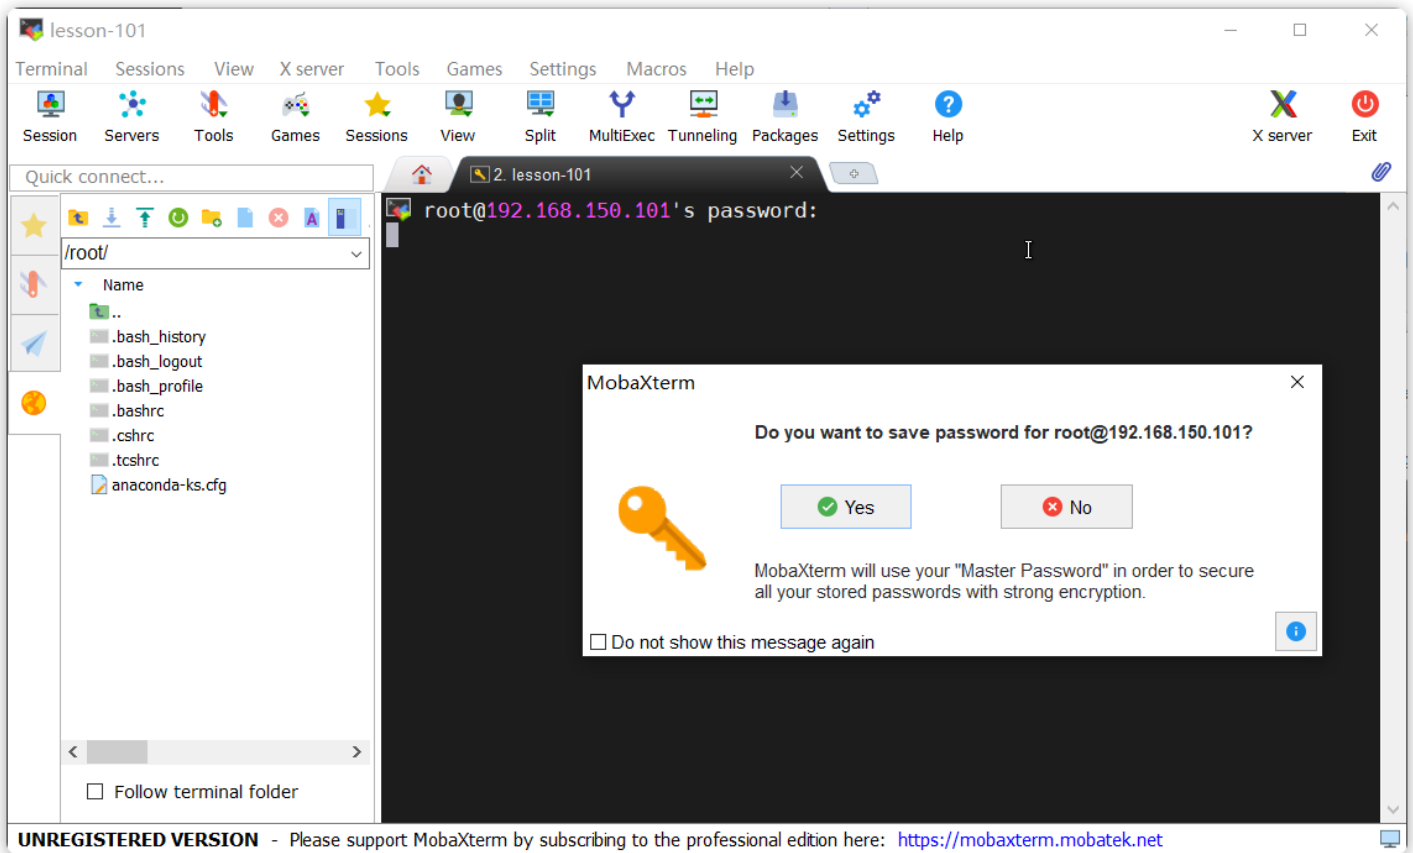 lesson-101
Terminal Sessions View X server Tools Games Settings Macros Help
Session Servers Tools Games Sessions View Split MultiExec Tunneling Packages Settings Help X server Exit
Quick connect...
2. lesson-101
/root/
Name
..
.bash_history
.bash_logout
.bash_profile
.bashrc
.cshrc
.tcshrc
anaconda-ks.cfg
Follow terminal folder
root@192.168.150.101's password:
MobaXterm
Do you want to save password for root@192.168.150.101?
Yes No
MobaXterm will use your "Master Password" in order to secure
all your stored passwords with strong encryption.
Do not show this message again
UNREGISTERED VERSION - Please support MobaXterm by subscribing to the professional edition here: https://mobaxterm.mobatek.net